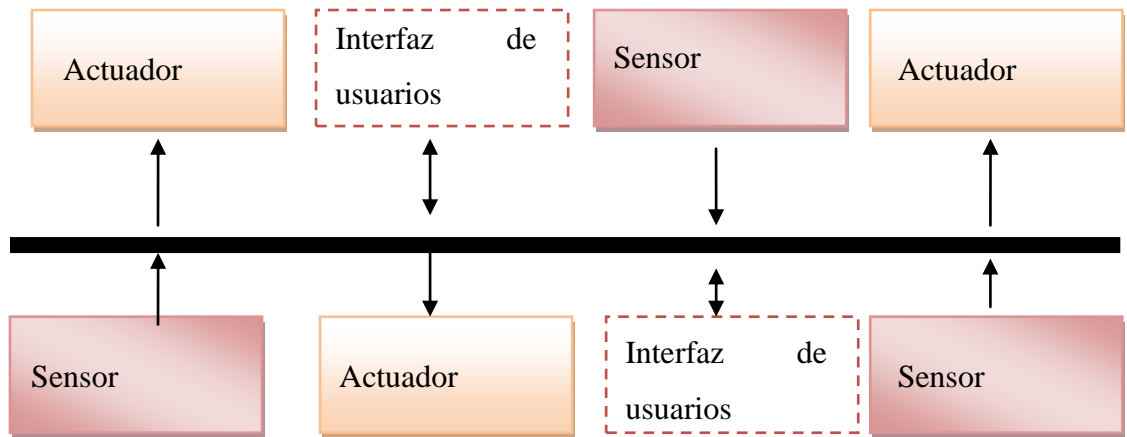 Actuador
Interfaz de
usuarios
Sensor
Actuador
Sensor
Actuador
Interfaz de
usuarios
Sensor